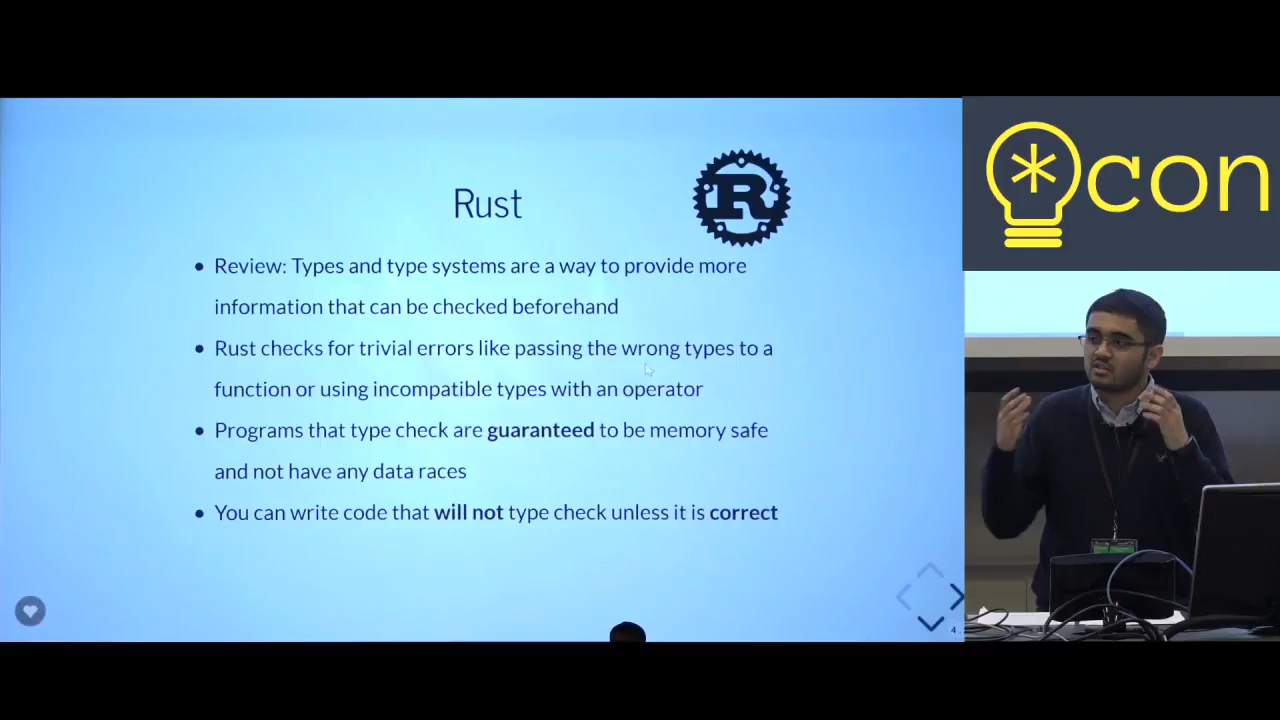 Rust
R
*con
Review: Types and type systems are a way to provide more
information that can be checked beforehand
Rust checks for trivial errors like passing the wrong types to a
function or using incompatible types with an operator
Programs that type check are guaranteed to be memory safe
and not have any data races
You can write code that will not type check unless it is correct
4